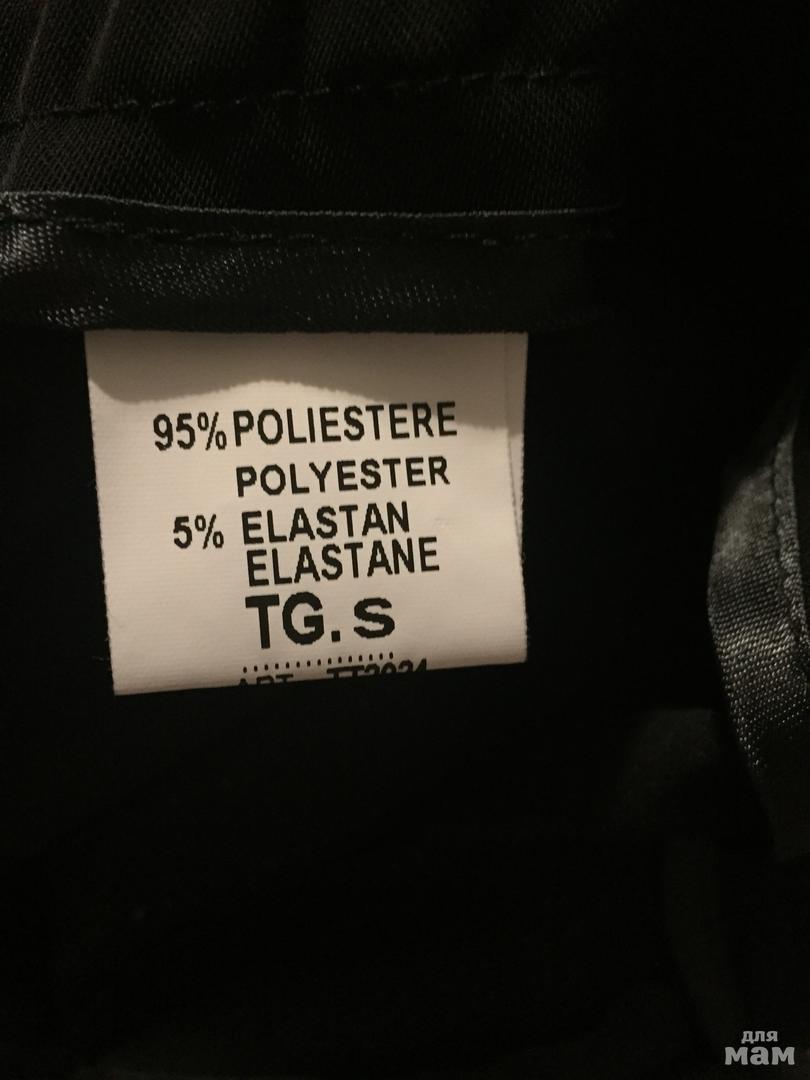 95% POLIESTERE
POLYESTER
5% ELASTAN
ELASTANE
TG. S
для
мам